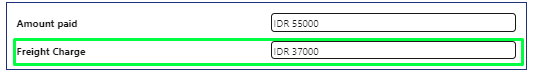 Amount paid IDR 55000
Freight Charge IDR 37000